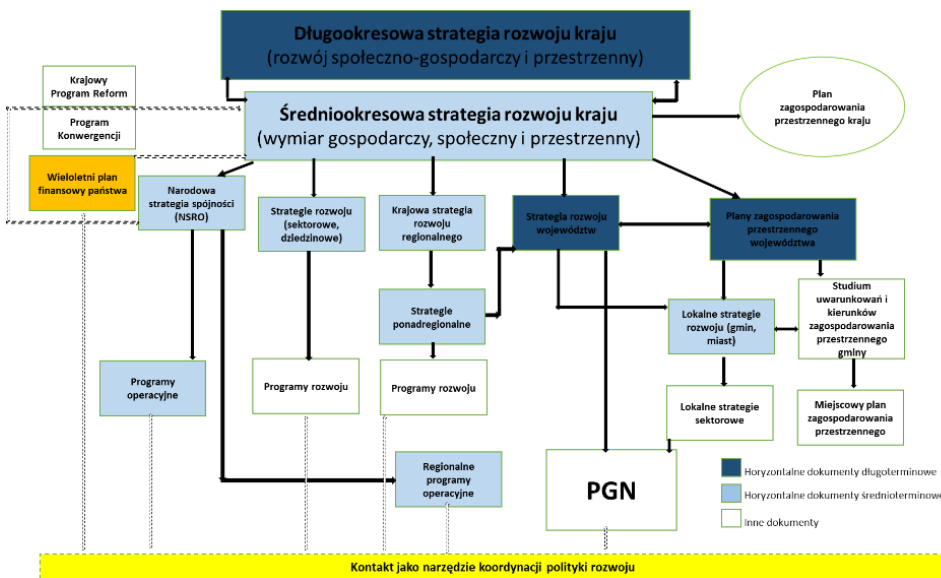 Długookresowa strategia rozwoju kraju
(rozwój społeczno-gospodarczy i przestrzenny)
Krajowy
Program Reform
Średniookresowa strategia rozwoju kraju
(wymiar gospodarczy, społeczny i przestrzenny)
Plan
zagospodarowania
przestrzennego kraju
Program
Konwergencji
Wieloletni plan
finansowy państwa
Narodowa
strategia spójności
(NSRO)
Strategie rozwoju
(sektorowe,
dziedzinowe)
Krajowa strategia
rozwoju
regionalnego
Strategia rozwoju
województw
Plany zagospodarowania
przestrzennego
województwa
Strategie
ponadregionalne
Lokalne strategie
rozwoju (gmin,
miast)
Studium
uwarunkowań i
kierunków
zagospodarowania
przestrzennego
gminy
Programy
operacyjne
Programy rozwoju
Programy rozwoju
Lokalne strategie
sektorowe
Miejscowy plan
zagospodarowania
przestrzennego
Regionalne
programy
operacyjne
PGN
Horyzontalne dokumenty długoterminowe
Horyzontalne dokumenty średnioterminowe
Inne dokumenty
Kontakt jako narzędzie koordynacji polityki rozwoju